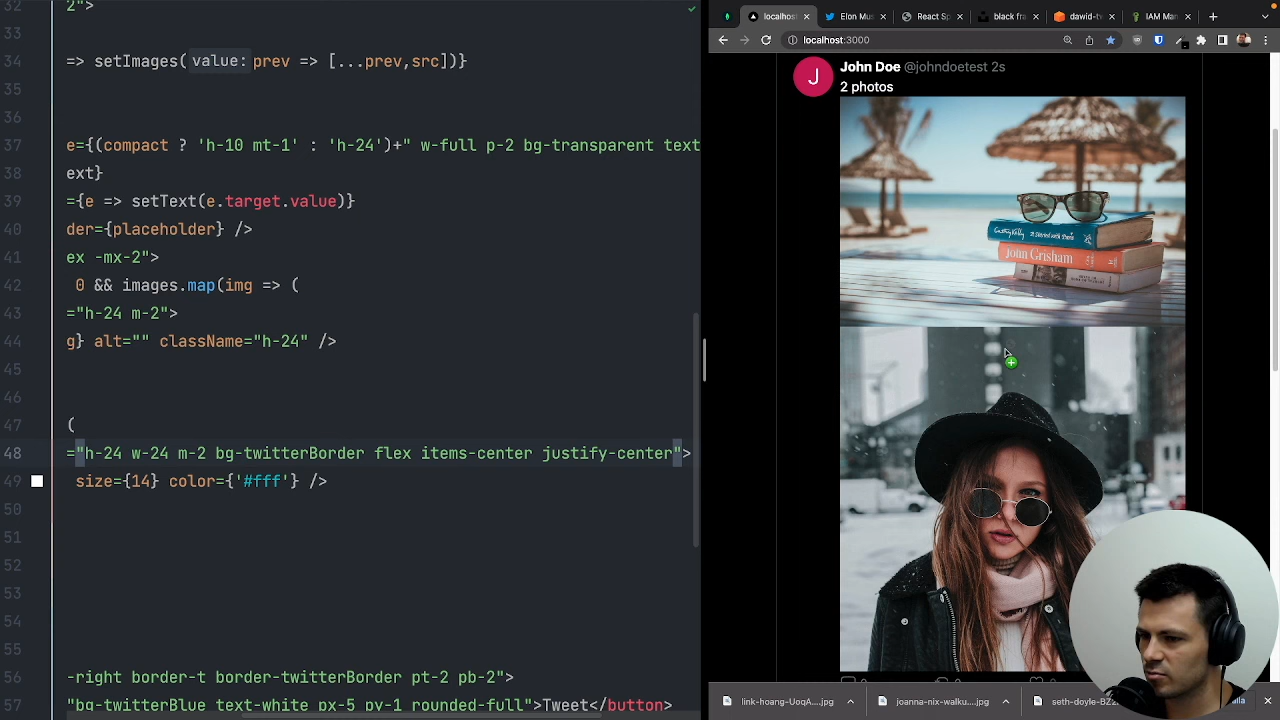 32 2">
33
34 => setImages( value: prev => [...prev,src])}
35
36
37 e={(compact ? 'h-10 mt-1' : 'h-24')+" w-full p-2 bg-transparent text
38 ext}
39 ={e => setText(e.target.value)}
40 der={placeholder} />
41 ex -mx-2">
42 0 && images.map(img => (
43 ="h-24 m-2">
44 g} alt="" className="h-24" />
45
46
47 (
48 ="h-24 w-24 m-2 bg-twitterBorder flex items-center justify-center">
49 size={14} color={'#fff'} />
50
51
52
53
54
55
56 -right border-t border-twitterBorder pt-2 pb-2">
57 "bg-twitterBlue text-white px-5 py-1 rounded-full">Tweet</button>
localho
Elon Mus
React Sp
black fra
dawid-tw
IAM Man
localhost:3000
J
John Doe @johndoetest 2s
2 photos
John Grisham
link-hoang-UoqA....jpg
joanna-nix-walku....jpg